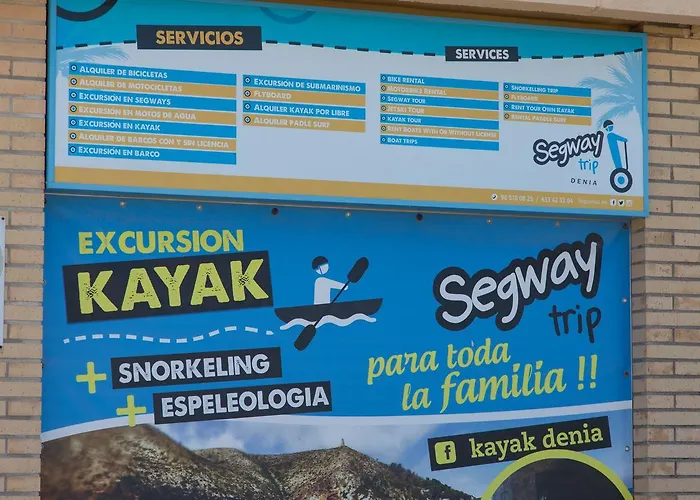 SERVICIOS
ALQUILER DE BICICLETAS
ALQUILER DE MOTOCICLETAS
EXCURSIÓN EN SEGWAYS
EXCURSIÓN EN MOTOS DE AGUA
EXCURSIÓN EN KAYAK
ALQUILER DE BARCOS CON Y SIN LICENCIA
EXCURSIÓN EN BARCO
EXCURSIÓN DE SUBMARINISMO
FLYBOARD
ALQUILER KAYAK POR LIBRE
ALQUILER PADLE SURF
SERVICES
BIKE RENTAL
MOTORBIKE RENTAL
SEGWAY TOUR
JETSKI TOUR
KAYAK TOUR
RENT BOATS WITH OR WITHOUT LICENSE
BOAT TRIPS
SNORKELLING TRIP
FLYBOARD
RENT YOUR OWN KAYAK
RENTAL PADDLE SURF
Segway
trip
DENIA
EXCURSION
KAYAK
+ SNORKELING
+ ESPELEOLOGIA
Segway
trip
para toda
la familia !!
f kayak denia